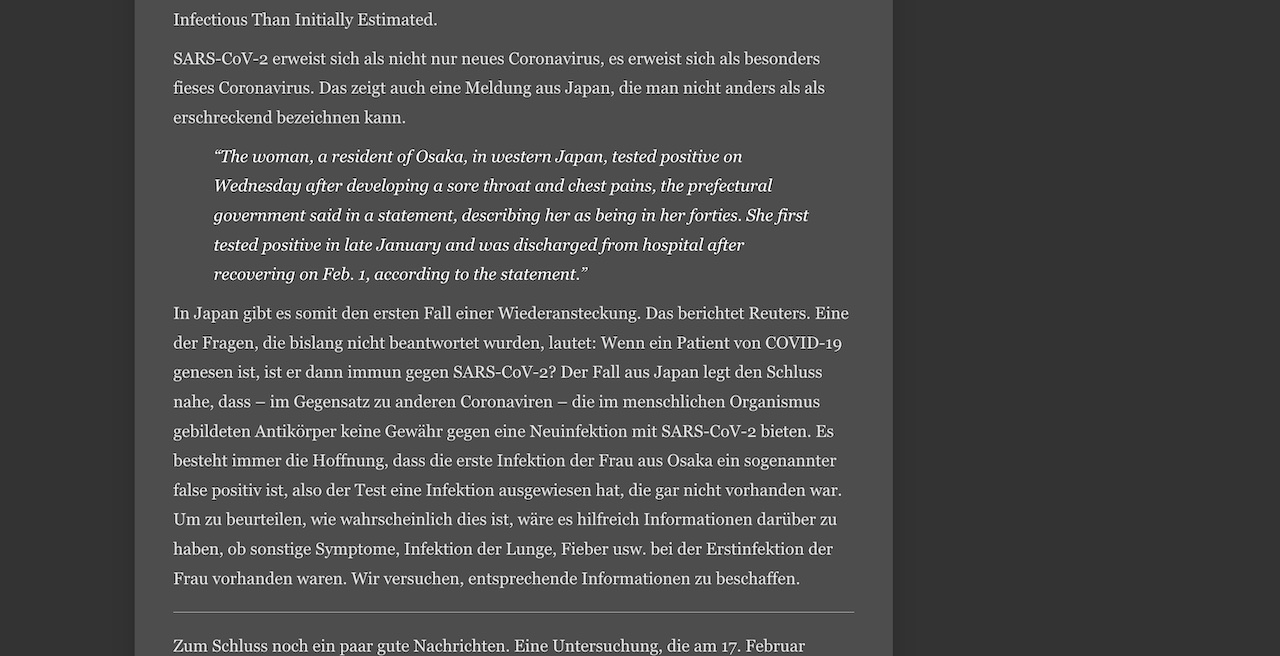 Infectious Than Initially Estimated.
SARS-CoV-2 erweist sich als nicht nur neues Coronavirus, es erweist sich als besonders
fieses Coronavirus. Das zeigt auch eine Meldung aus Japan, die man nicht anders als als
erschreckend bezeichnen kann.
“The woman, a resident of Osaka, in western Japan, tested positive on
Wednesday after developing a sore throat and chest pains, the prefectural
government said in a statement, describing her as being in her forties. She first
tested positive in late January and was discharged from hospital after
recovering on Feb. 1, according to the statement.”
In Japan gibt es somit den ersten Fall einer Wiederansteckung. Das berichtet Reuters. Eine
der Fragen, die bislang nicht beantwortet wurden, lautet: Wenn ein Patient von COVID-19
genesen ist, ist er dann immun gegen SARS-CoV-2? Der Fall aus Japan legt den Schluss
nahe, dass – im Gegensatz zu anderen Coronaviren – die im menschlichen Organismus
gebildeten Antikörper keine Gewähr gegen eine Neuinfektion mit SARS-CoV-2 bieten. Es
besteht immer die Hoffnung, dass die erste Infektion der Frau aus Osaka ein sogenannter
false positiv ist, also der Test eine Infektion ausgewiesen hat, die gar nicht vorhanden war.
Um zu beurteilen, wie wahrscheinlich dies ist, wäre es hilfreich Informationen darüber zu
haben, ob sonstige Symptome, Infektion der Lunge, Fieber usw. bei der Erstinfektion der
Frau vorhanden waren. Wir versuchen, entsprechende Informationen zu beschaffen.
Zum Schluss noch ein paar gute Nachrichten. Eine Untersuchung, die am 17. Februar